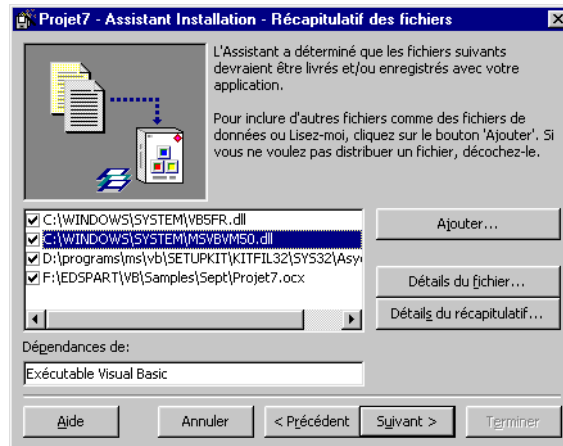 Projet7 - Assistant Installation - Récapitulatif des fichiers
L'Assistant a déterminé que les fichiers suivants
devraient être livrés et/ou enregistrés avec votre
application.
Pour inclure d'autres fichiers comme des fichiers de
données ou Lisez-moi, cliquez sur le bouton 'Ajouter'. Si
vous ne voulez pas distribuer un fichier, décochez-le.
C:\WINDOWS\SYSTEM\VB5FR.dll
C:\WINDOWS\SYSTEM\MSVBVM50.dll
D:\programs\ms\vb\SETUPKIT\KITFIL32\SYS32\Asy
F:\EDSPART\VB\Samples\Sept\Projet7.ocx
Ajouter...
Détails du fichier...
Détails du récapitulatif...
Dépendances de:
Exécutable Visual Basic
Aide
Annuler
< Précédent
Suivant >
Terminer